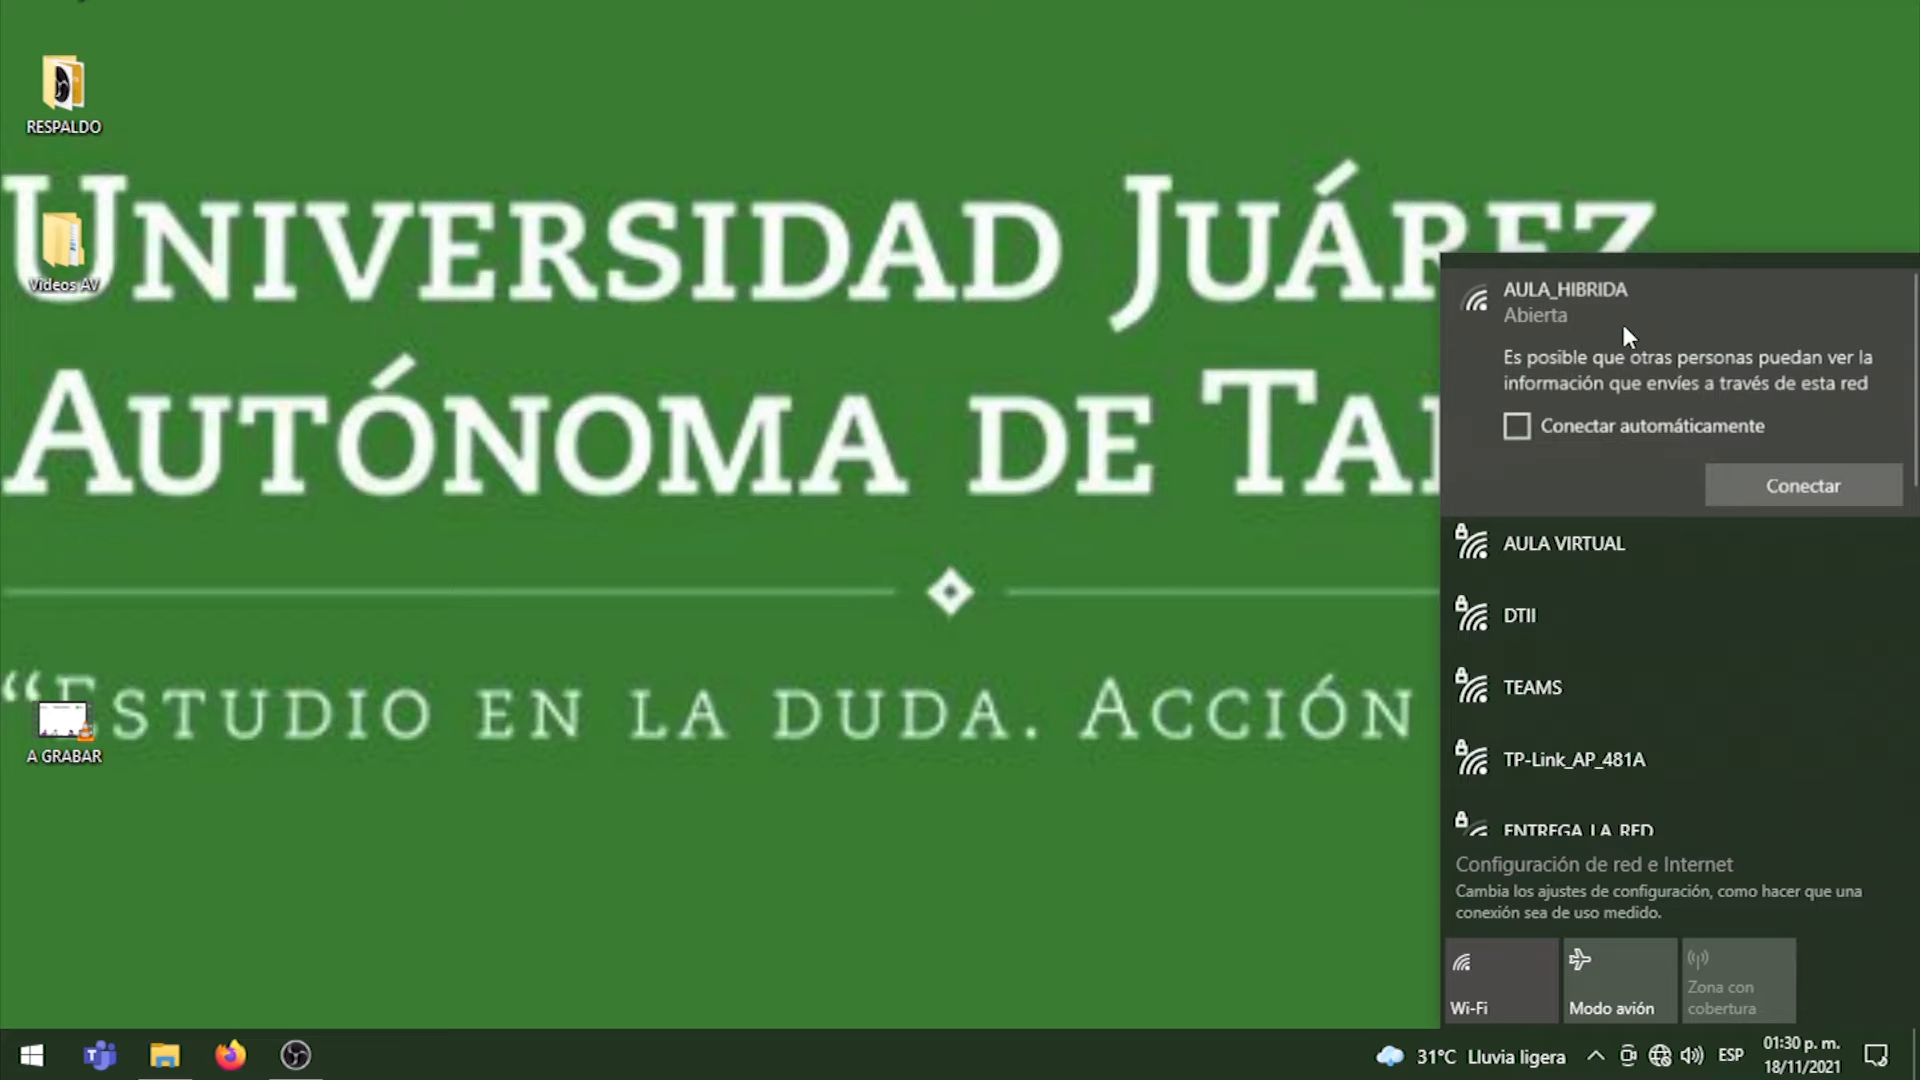 RESPALDO
UNIVERSIDAD JUÁREZ
Videos AV
AUTÓNOMA DE TA
“ESTUDIO EN LA DUDA. ACCIÓN
A GRABAR
AULA_HIBRIDA
Abierta
Es posible que otras personas puedan ver la
información que envíes a través de esta red
Conectar automáticamente
Conectar
AULA VIRTUAL
DTII
TEAMS
TP-Link_AP_481A
ENTREGA LA RED
Configuración de red e Internet
Cambia los ajustes de configuración, como hacer que una
conexión sea de uso medido.
Wi-Fi
Modo avión
Zona con
cobertura
31°C Lluvia ligera
ESP
01:30 p. m.
18/11/2021